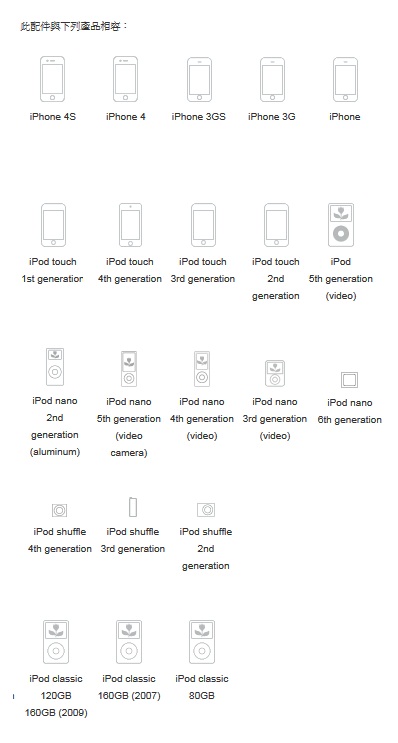 此配件與下列產品相容：
iPhone 4S
iPhone 4
iPhone 3GS
iPhone 3G
iPhone
iPod touch
1st generation
iPod touch
4th generation
iPod touch
3rd generation
iPod touch
2nd
generation
iPod
5th generation
(video)
iPod nano
2nd
generation
(aluminum)
iPod nano
5th generation
(video
camera)
iPod nano
4th generation
(video)
iPod nano
3rd generation
(video)
iPod nano
6th generation
iPod shuffle
4th generation
iPod shuffle
3rd generation
iPod shuffle
2nd
generation
iPod classic
120GB
160GB (2009)
iPod classic
160GB (2007)
iPod classic
80GB